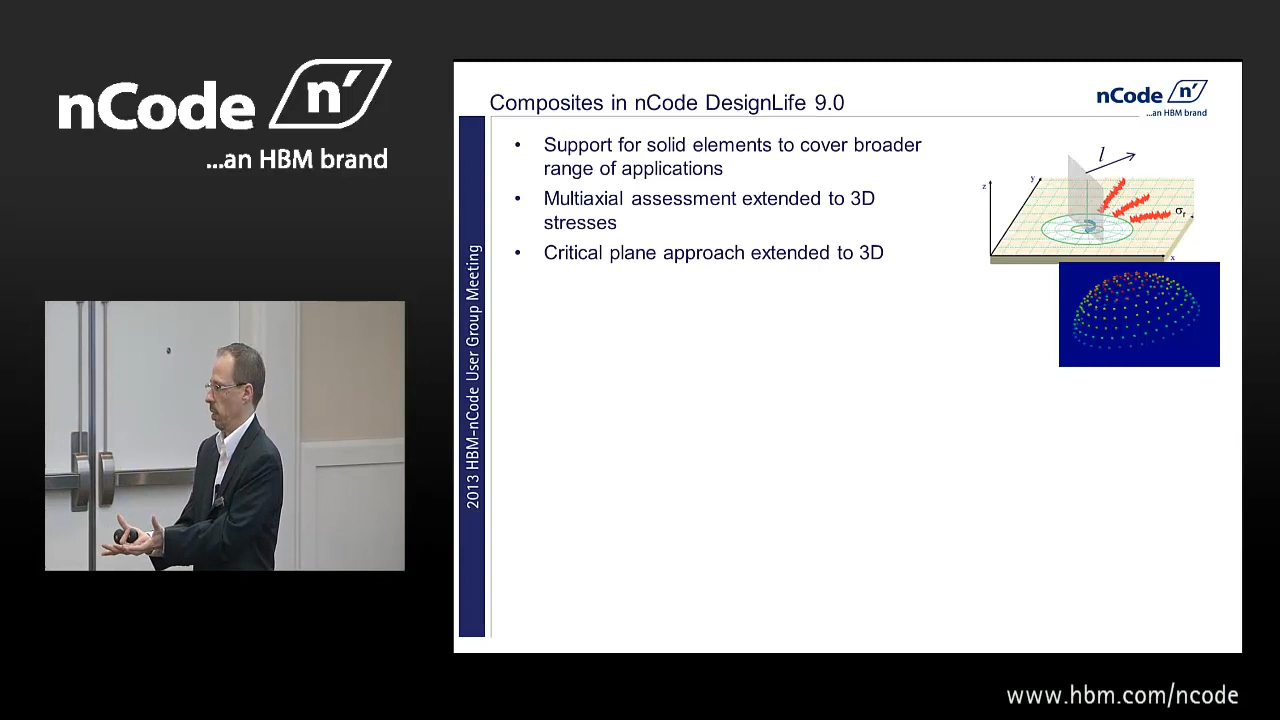 nCode n'
...an HBM brand
Composites in nCode DesignLife 9.0
nCode n'
...an HBM brand
• Support for solid elements to cover broader
range of applications
• Multiaxial assessment extended to 3D
stresses
• Critical plane approach extended to 3D
l
z
y
σr
x
2013 HBM-nCode User Group Meeting
www.hbm.com/ncode